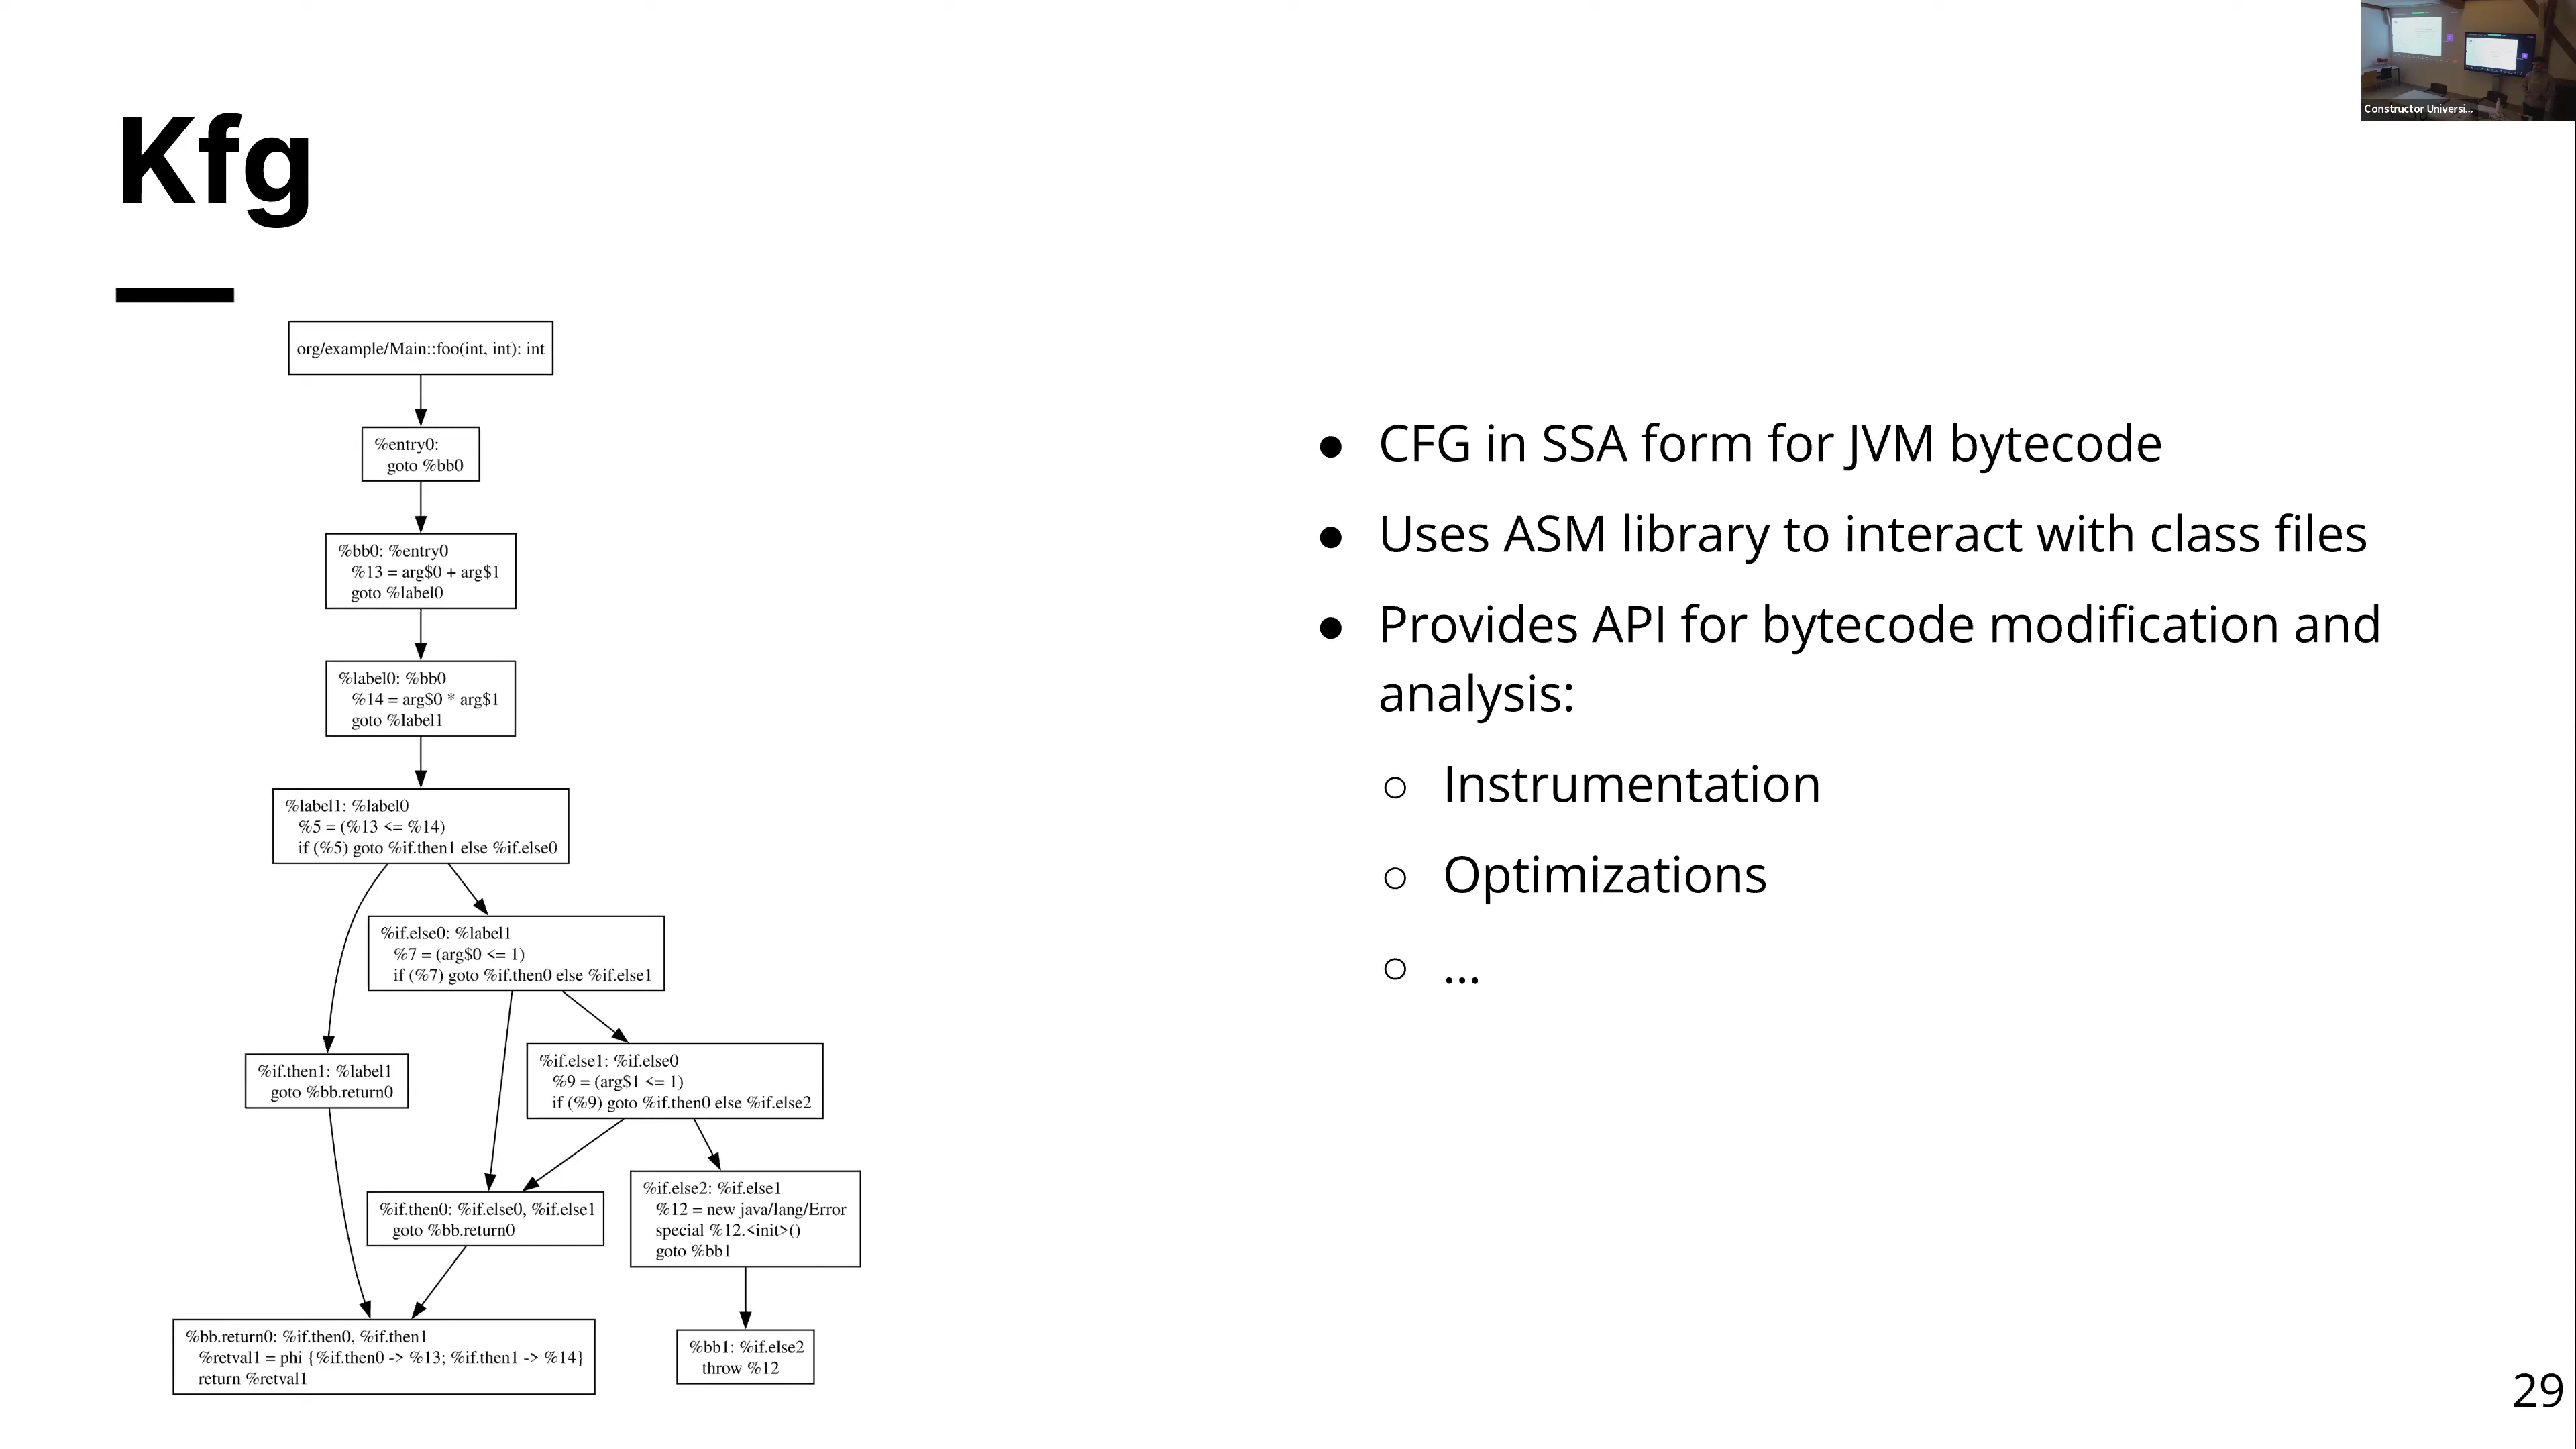 Constructor Universi...
Kfg
org/example/Main::foo(int, int): int
%entry0:
goto %bb0
%bb0: %entry0
%13 = arg$0 + arg$1
goto %label0
%label0: %bb0
%14 = arg$0 * arg$1
goto %label1
%label1: %label0
%5 = (%13 <= %14)
if (%5) goto %if.then1 else %if.else0
%if.else0: %label1
%7 = (arg$0 <= 1)
if (%7) goto %if.then0 else %if.else1
%if.then1: %label1
goto %bb.return0
%if.else1: %if.else0
%9 = (arg$1 <= 1)
if (%9) goto %if.then0 else %if.else2
%if.then0: %if.else0, %if.else1
goto %bb.return0
%if.else2: %if.else1
%12 = new java/lang/Error
special %12.<init>()
goto %bb1
%bb.return0: %if.then0, %if.then1
%retval1 = phi {%if.then0 -> %13; %if.then1 -> %14}
return %retval1
%bb1: %if.else2
throw %12
● CFG in SSA form for JVM bytecode
● Uses ASM library to interact with class files
● Provides API for bytecode modification and
analysis:
○ Instrumentation
○ Optimizations
○ ...
29